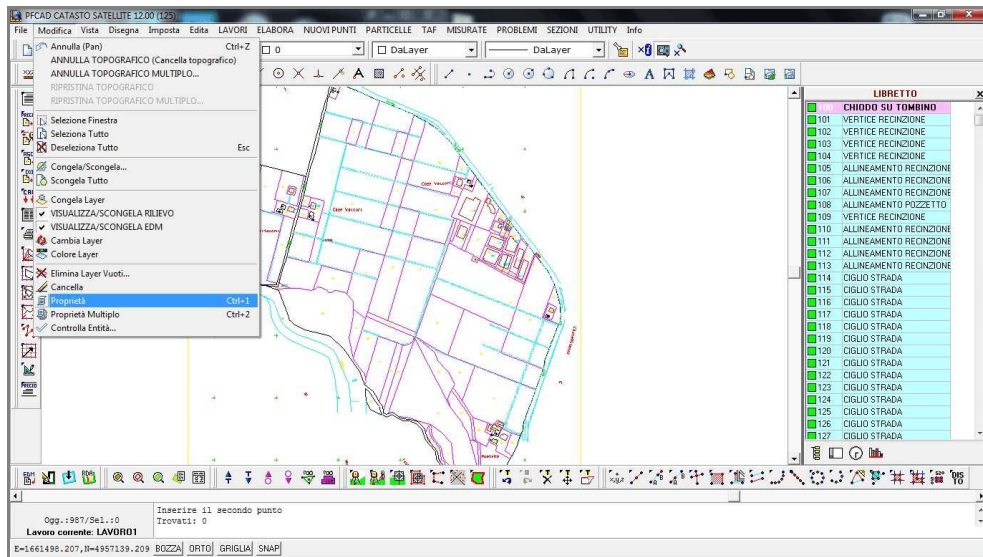 PFCAD CATASTO SATELLITE 12.00 (125)
File Modifica Vista Disegna Imposta Edita LAVORI ELABORA NUOVI PUNTI PARTICELLE TAF MISURATE PROBLEMI SEZIONI UTILITY Info
Annulla (Pan) Ctrl+Z
ANNULLA TOPOGRAFICO (Cancella topografico)
ANNULLA TOPOGRAFICO MULTIPLO...
RIPRISTINA TOPOGRAFICO
RIPRISTINA TOPOGRAFICO MULTIPLO...
Selezione Finestra
Seleziona Tutto
Deseleziona Tutto Esc
Congela/Scongela...
Scongela Tutto
Congela Layer
VISUALIZZA/SCONGELA RILIEVO
VISUALIZZA/SCONGELA EDM
Cambia Layer
Colore Layer
Elimina Layer Vuoti...
Cancella
Proprietà Ctrl+1
Proprietà Multiplo Ctrl+2
Controlla Entità...
0 DaLayer DaLayer
Case Vecconi
Case Vecconi
LIBRETTO
CHIODO SU TOMBINO
101 VERTICE RECINZIONE
102 VERTICE RECINZIONE
103 VERTICE RECINZIONE
104 VERTICE RECINZIONE
105 ALLINEAMENTO RECINZIONE
106 ALLINEAMENTO RECINZIONE
107 ALLINEAMENTO RECINZIONE
108 ALLINEAMENTO POZZETTO
109 VERTICE RECINZIONE
110 ALLINEAMENTO RECINZIONE
111 ALLINEAMENTO RECINZIONE
112 ALLINEAMENTO RECINZIONE
113 ALLINEAMENTO RECINZIONE
114 CIGLIO STRADA
115 CIGLIO STRADA
116 CIGLIO STRADA
117 CIGLIO STRADA
118 CIGLIO STRADA
119 CIGLIO STRADA
120 CIGLIO STRADA
121 CIGLIO STRADA
122 CIGLIO STRADA
123 CIGLIO STRADA
124 CIGLIO STRADA
125 CIGLIO STRADA
126 CIGLIO STRADA
127 CIGLIO STRADA
Inserire il secondo punto
Trovati: 0
Ogg.:987/Sel.:0
Lavoro corrente: LAVORO1
E=1661498.207,N=4957139.209 BOZZA ORTO GRIGLIA SNAP